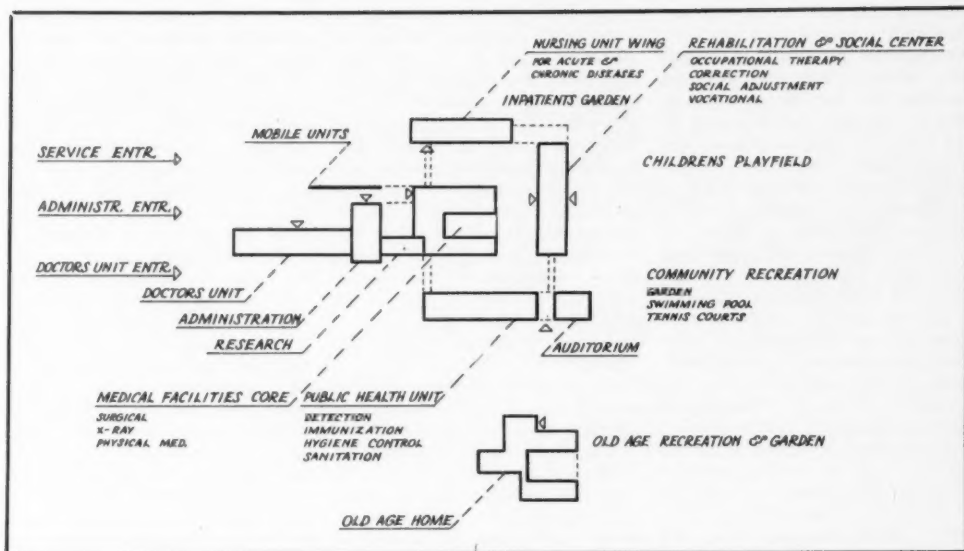 NURSING UNIT WING
FOR ACUTE &
CHRONIC DISEASES
REHABILITATION & SOCIAL CENTER
OCCUPATIONAL THERAPY
CORRECTION
SOCIAL ADJUSTMENT
VOCATIONAL
INPATIENTS GARDEN
MOBILE UNITS
SERVICE ENTR.
CHILDRENS PLAYFIELD
ADMINISTR. ENTR.
DOCTORS UNIT ENTR.
DOCTORS UNIT
COMMUNITY RECREATION
GARDEN
SWIMMING POOL
TENNIS COURTS
ADMINISTRATION
RESEARCH
AUDITORIUM
MEDICAL FACILITIES CORE
SURGICAL
X-RAY
PHYSICAL MED.
PUBLIC HEALTH UNIT
DETECTION
IMMUNIZATION
HYGIENE CONTROL
SANITATION
OLD AGE RECREATION & GARDEN
OLD AGE HOME